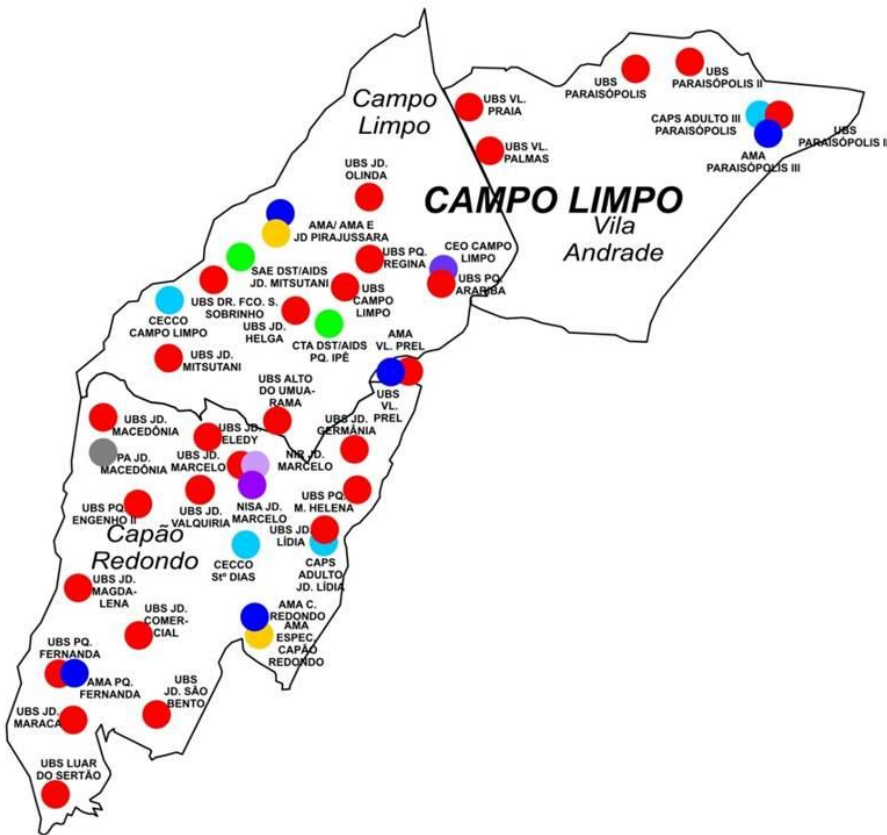 Campo
Limpo
UBS VL.
PRAIA
UBS
PARAISÓPOLIS
UBS
PARAISÓPOLIS II
CAPS ADULTO III
PARAISÓPOLIS
UBS
PARAISÓPOLIS II
AMA
PARAISÓPOLIS III
UBS VL.
PALMAS
UBS JD.
OLINDA
CAMPO LIMPO
Vila
Andrade
AMA/ AMA E
JD PIRAJUSSARA
CEO CAMPO
LIMPO
UBS PQ.
REGINA
SAE DST/AIDS
JD. MITSUTANI
UBS PQ.
ARARIBA
UBS
CAMPO
LIMPO
UBS DR. FCO. S.
SOBRINHO
CECCO
CAMPO LIMPO
UBS JD.
HELGA
CTA DST/AIDS
PQ. IPÊ
AMA
VL. PREL
UBS JD.
MITSUTANI
UBS ALTO
DO UMUA-
RAMA
UBS
VL.
PREL
UBS JD.
MACEDÔNIA
UBS JD.
ELEDY
UBS JD.
GERMÂNIA
PA JD.
MACEDÔNIA
UBS JD.
MARCELO
NIR JD.
MARCELO
UBS PQ.
ENGENHO II
UBS JD.
VALQUIRIA
NISA JD.
MARCELO
UBS PQ.
M. HELENA
Capão
Redondo
UBS JD.
LÍDIA
CECCO
Stº DIAS
CAPS
ADULTO
JD. LÍDIA
UBS JD.
MAGDA-
LENA
UBS JD.
COMER-
CIAL
AMA C.
REDONDO
AMA
ESPEC.
CAPÃO
REDONDO
UBS PQ.
FERNANDA
AMA PQ.
FERNANDA
UBS
JD. SÃO
BENTO
UBS JD.
MARACÁ
UBS LUAR
DO SERTÃO